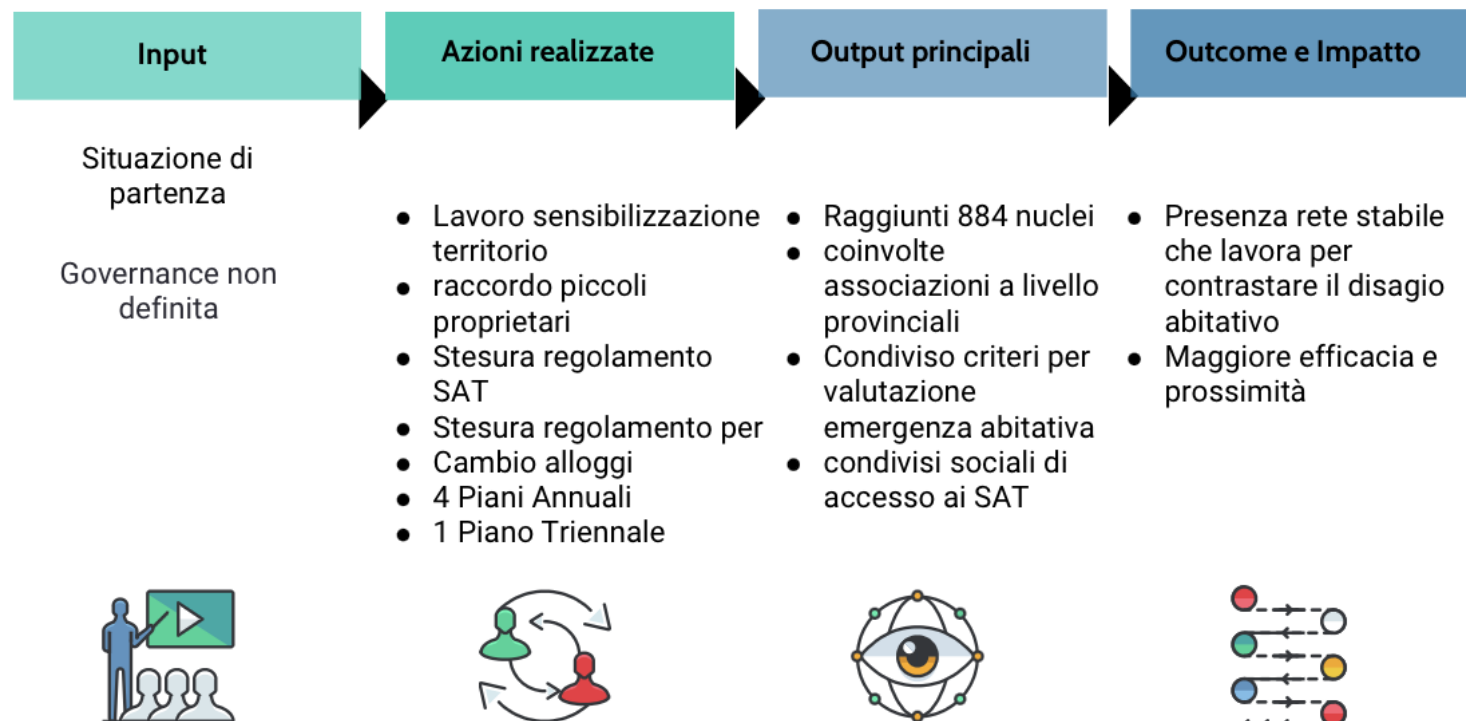 Input
Azioni realizzate
Output principali
Outcome e Impatto
Situazione di
partenza
Governance non
definita
● Lavoro sensibilizzazione
territorio
● raccordo piccoli
proprietari
● Stesura regolamento
SAT
● Stesura regolamento per
● Cambio alloggi
● 4 Piani Annuali
● 1 Piano Triennale
● Raggiunti 884 nuclei
● coinvolte
associazioni a livello
provinciali
● Condiviso criteri per
valutazione
emergenza abitativa
● condivisi sociali di
accesso ai SAT
● Presenza rete stabile
che lavora per
contrastare il disagio
abitativo
● Maggiore efficacia e
prossimità